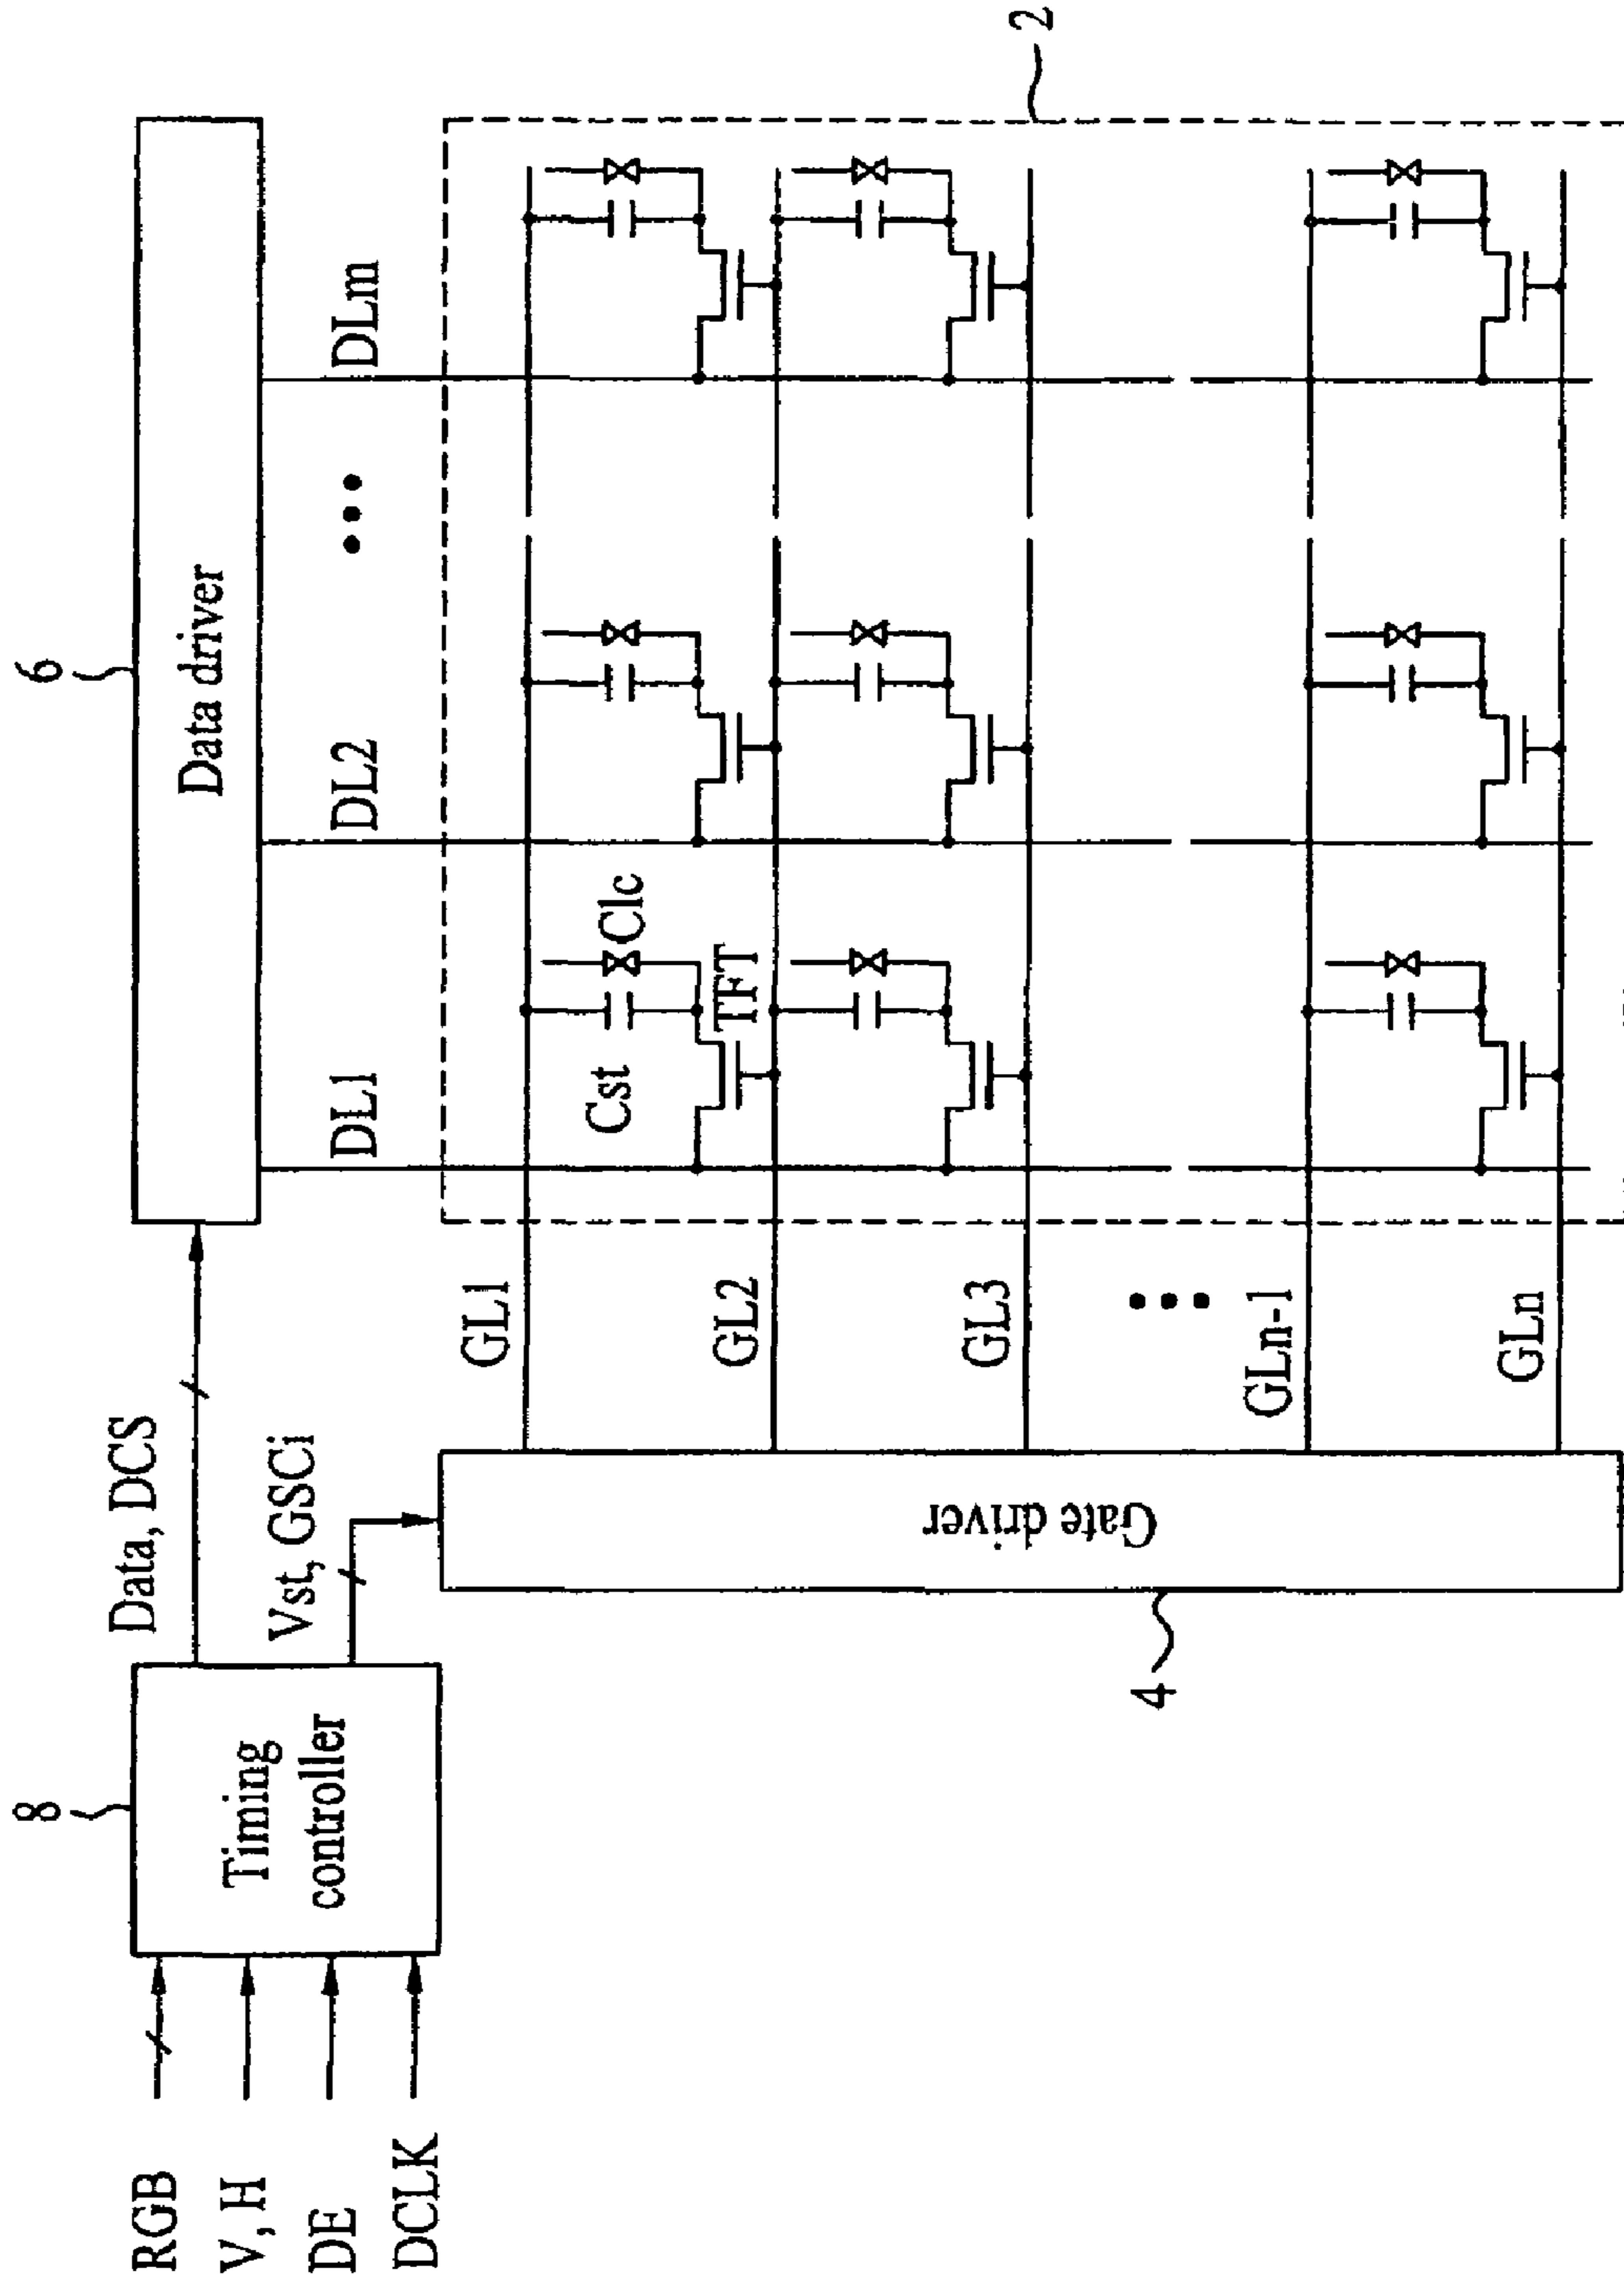 8
6
RGB
V, H
DE
DCLK
Timing
controller
Data, DCS
Vst, GSCi
Data driver
DL1
DL2
•••
DLm
GL1
Cst
Clc
TFT
GL2
GL3
•••
GLn-1
GLn
Gate driver
4
2